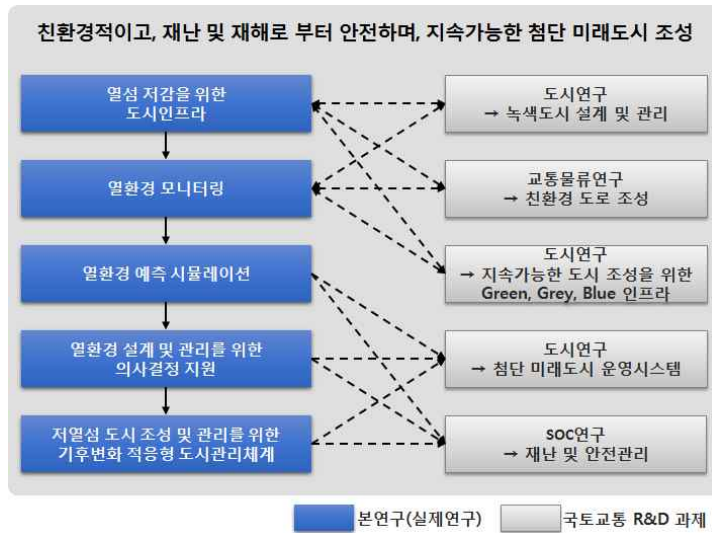 친환경적이고, 재난 및 재해로 부터 안전하며, 지속가능한 첨단 미래도시 조성
열섬 저감을 위한
도시인프라
열환경 모니터링
열환경 예측 시뮬레이션
열환경 설계 및 관리를 위한
의사결정 지원
저열섬 도시 조성 및 관리를 위한
기후변화 적응형 도시관리체계
도시연구
→ 녹색도시 설계 및 관리
교통물류연구
→ 친환경 도로 조성
도시연구
→ 지속가능한 도시 조성을 위한
Green, Grey, Blue 인프라
도시연구
→ 첨단 미래도시 운영시스템
SOC연구
→ 재난 및 안전관리
본연구(실제연구)
국토교통 R&D 과제